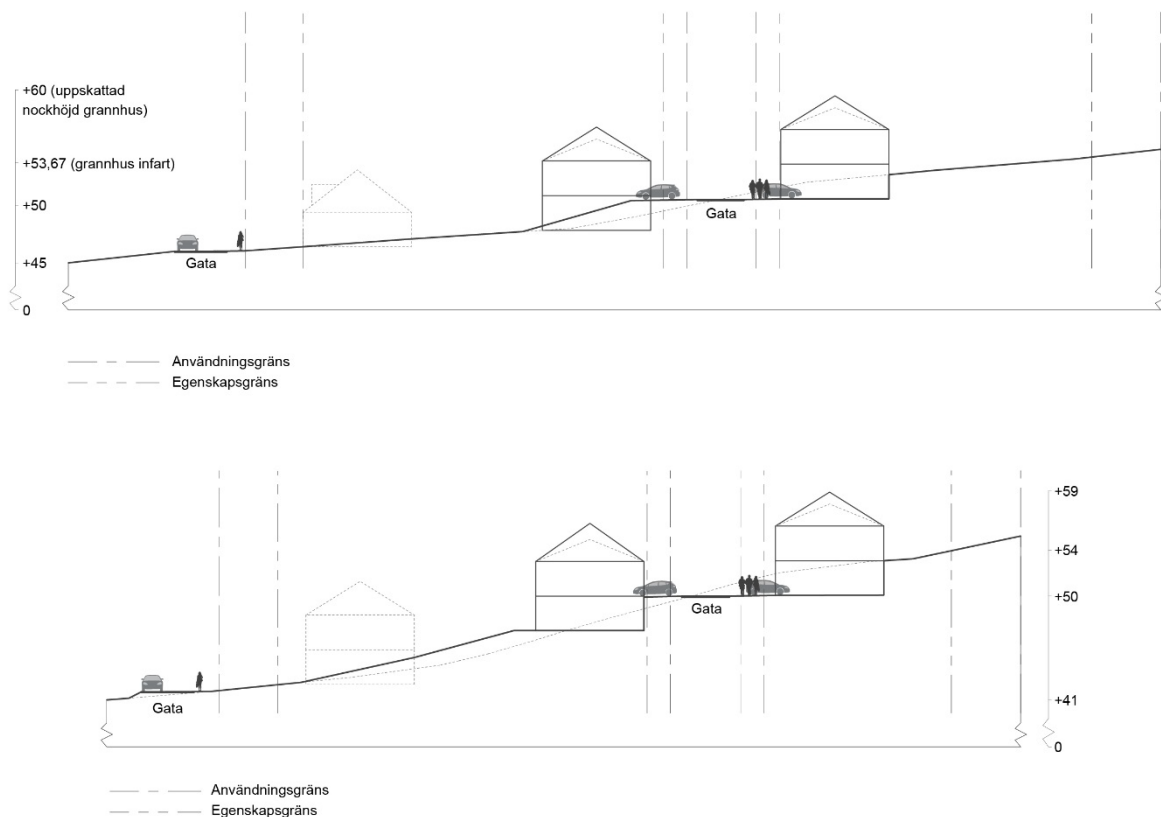 +60 (uppskattad
nockhöjd grannhus)
+53,67 (grannhus infart)
+50
Gata
Gata
+45
0
Användningsgräns
Egenskapsgräns
+59
+54
+50
Gata
Gata
+41
0
Användningsgräns
Egenskapsgräns